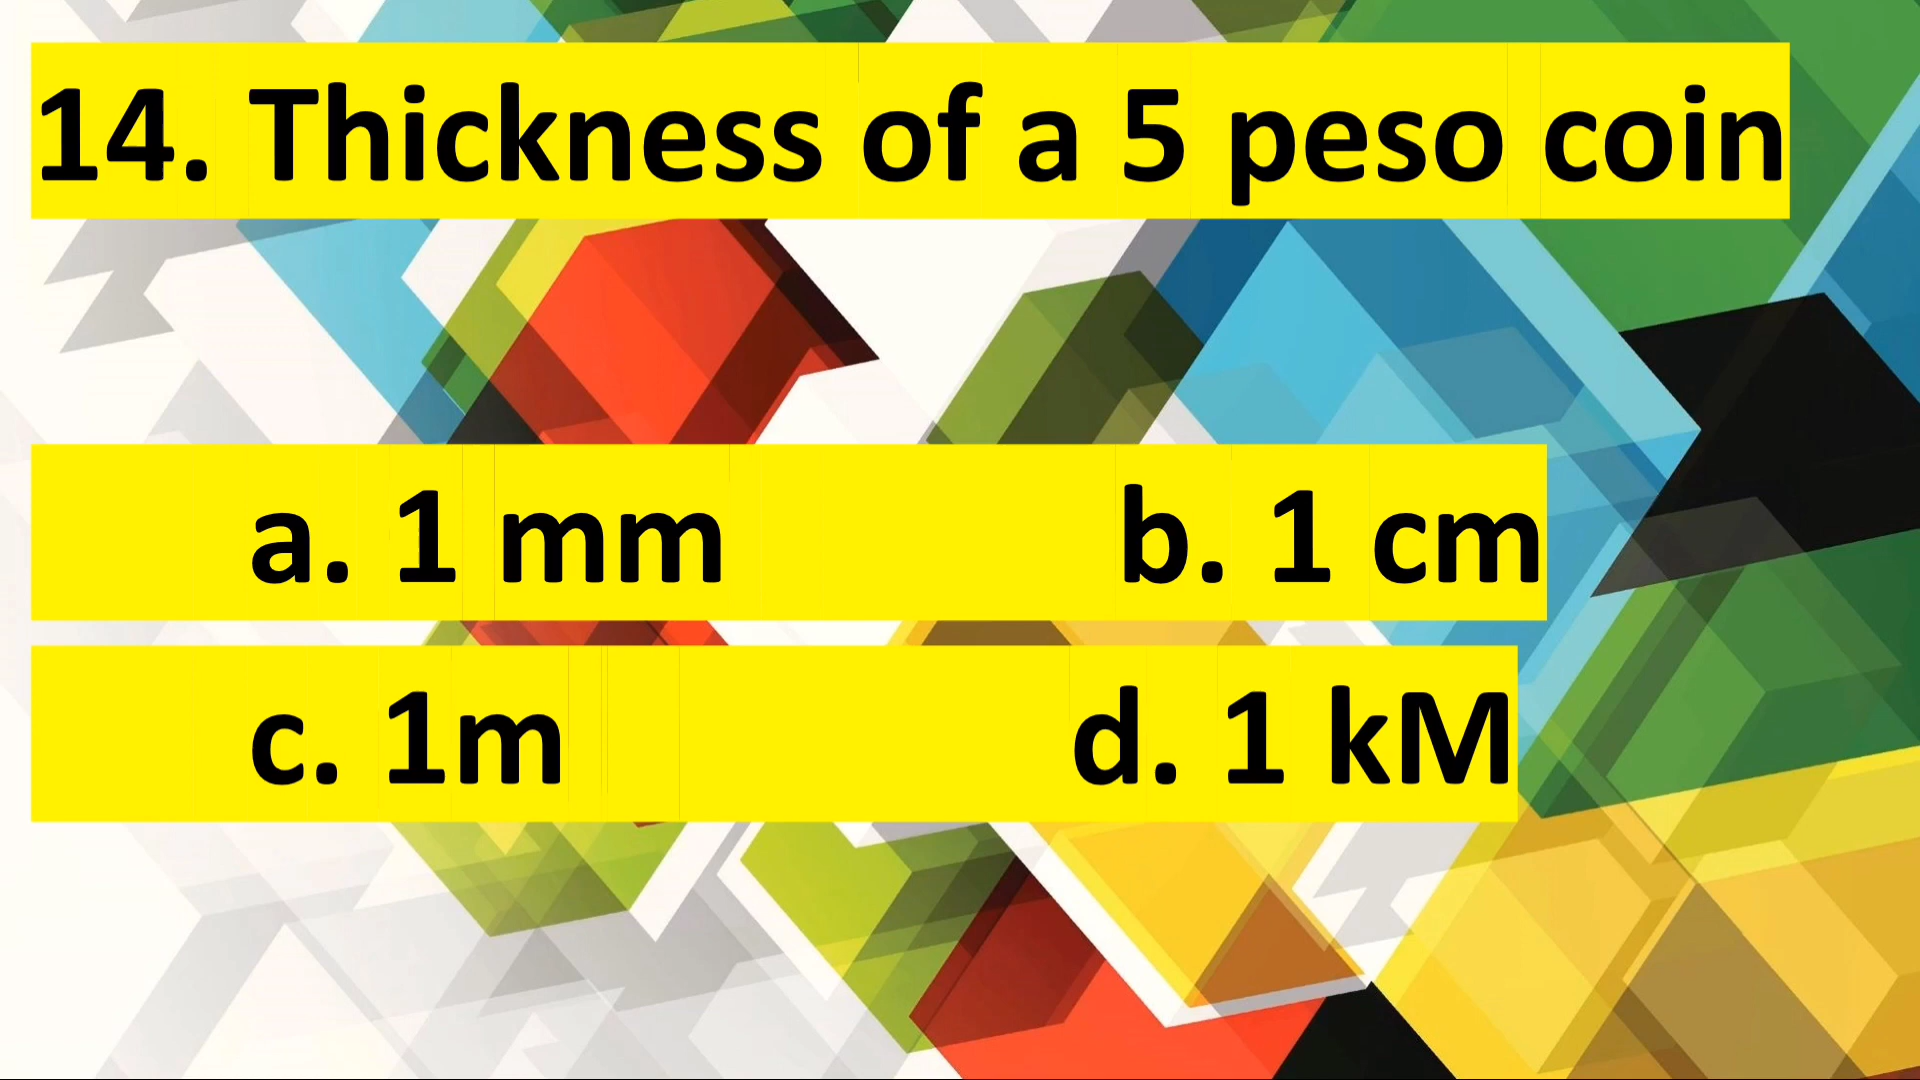 14. Thickness of a 5 peso coin
a. 1 mm b. 1 cm
c. 1m d. 1 kM